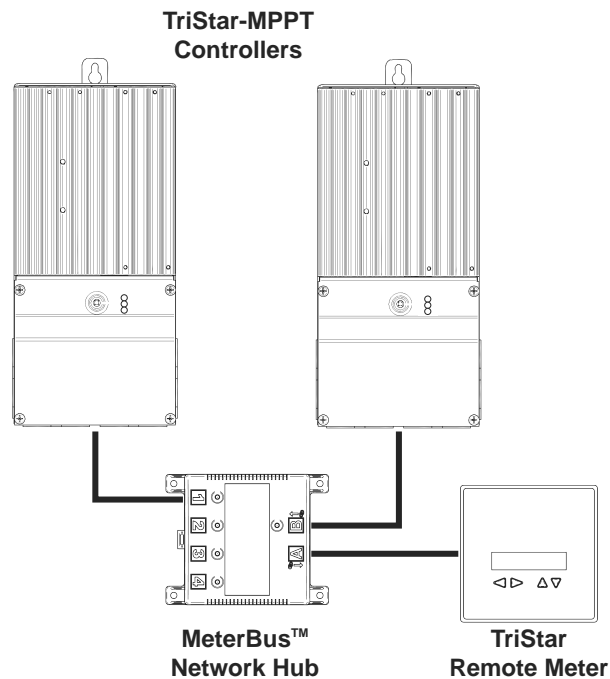 TriStar-MPPT
Controllers
1
2
3
4
B
A
MeterBus™
Network Hub
TriStar
Remote Meter